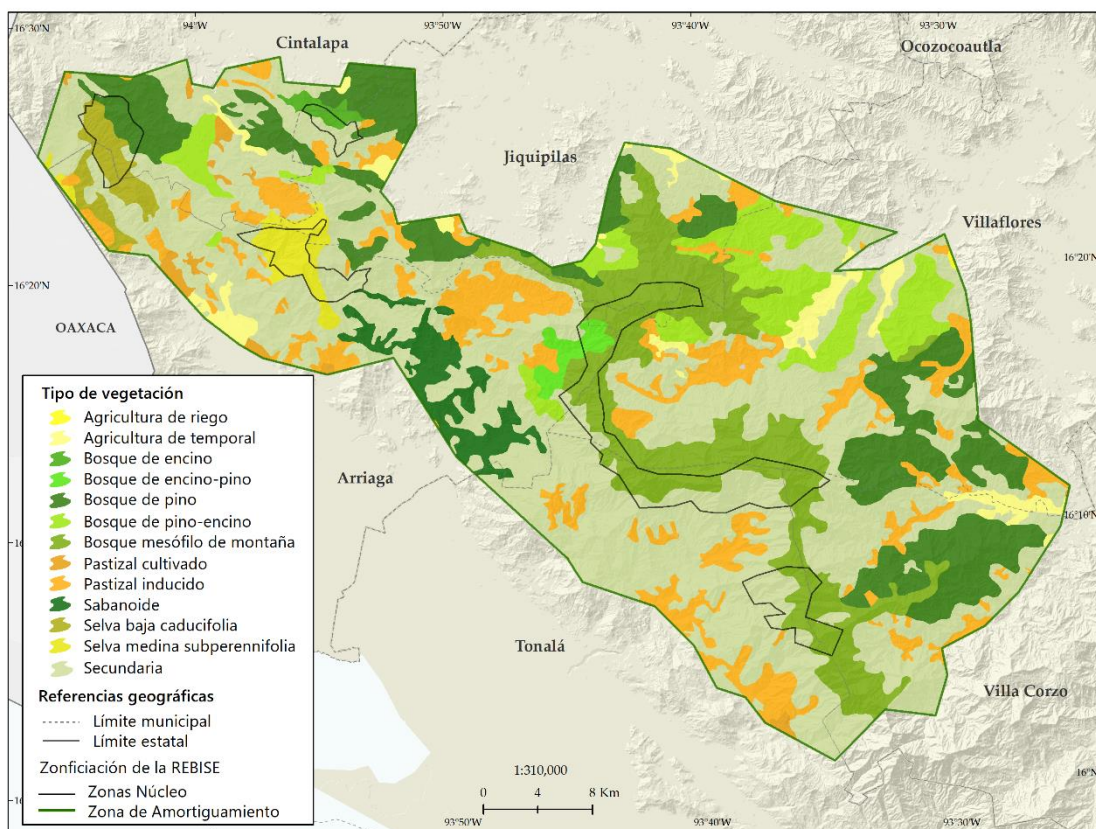 94°W
93°50'W
93°40'W
93°30'W
16°30'N
Cintalapa
Ocozocoautla
Jiquipilas
Villaflores
16°20'N
16°20'N
OAXACA
Tipo de vegetación
Agricultura de riego
Agricultura de temporal
Bosque de encino
Bosque de encino-pino
Bosque de pino
Bosque de pino-encino
Bosque mesófilo de montaña
Pastizal cultivado
Pastizal inducido
Sabanoide
Selva baja caducifolia
Selva medina subperennifolia
Secundaria
Referencias geográficas
Límite municipal
Límite estatal
Zonficiación de la REBISE
Zonas Núcleo
Zona de Amortiguamiento
Arriaga
16°10'N
Tonalá
Villa Corzo
1:310,000
0 4 8 Km
16°N
93°50'W
93°40'W
93°30'W